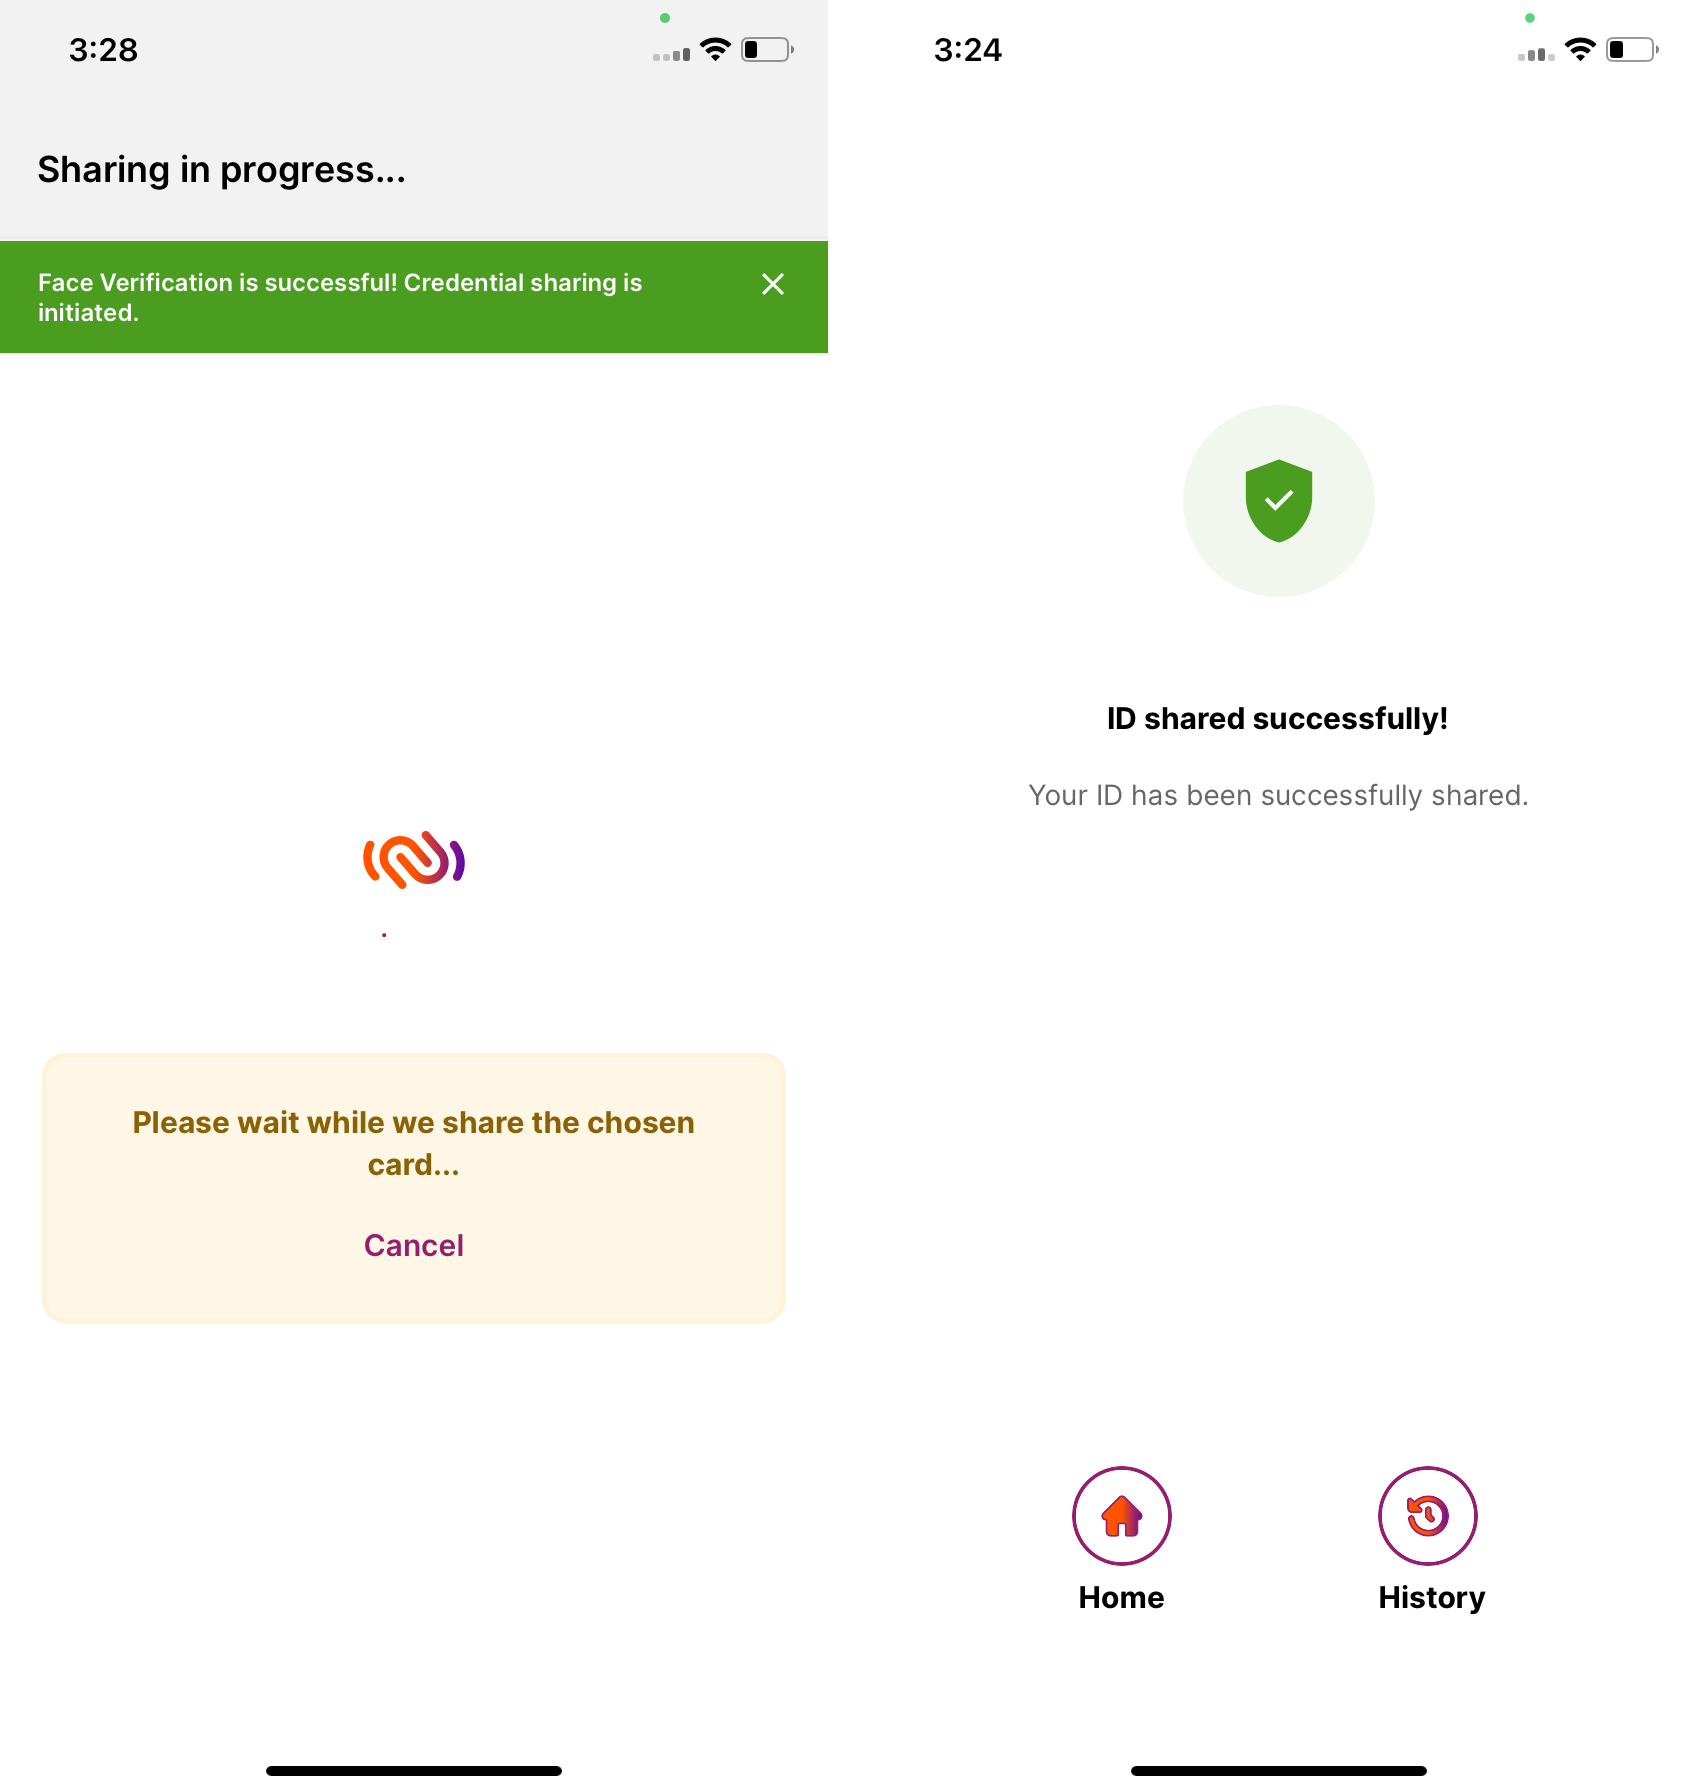 3:28
Sharing in progress...
Face Verification is successful! Credential sharing is
initiated.
Please wait while we share the chosen
card...
Cancel
3:24
ID shared successfully!
Your ID has been successfully shared.
Home
History